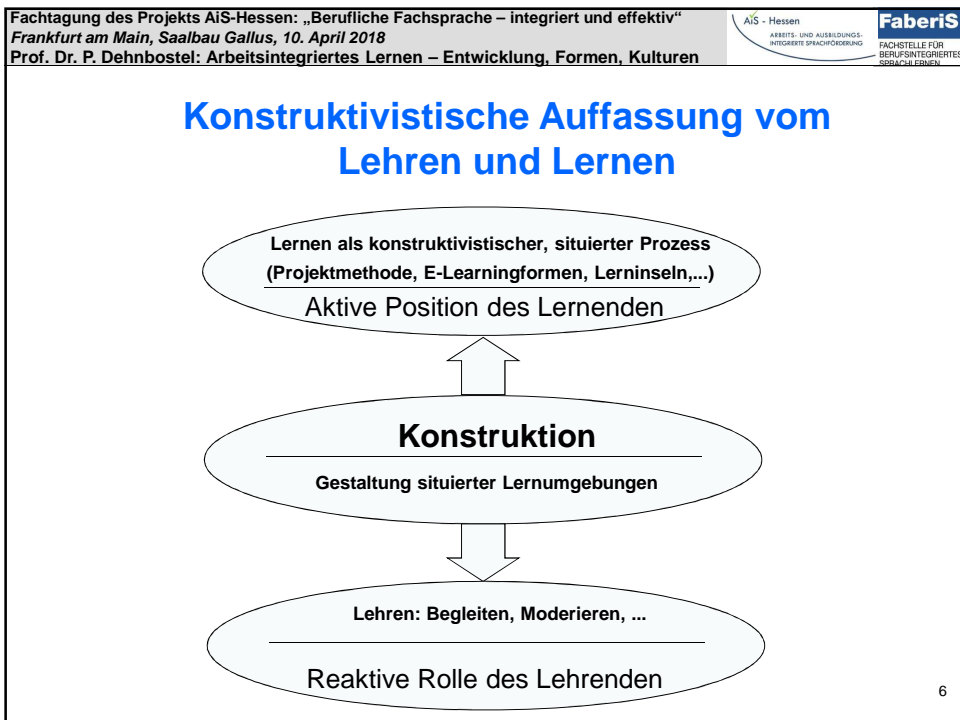 Fachtagung des Projekts AiS-Hessen: „Berufliche Fachsprache – integriert und effektiv“
Frankfurt am Main, Saalbau Gallus, 10. April 2018
Prof. Dr. P. Dehnbostel: Arbeitsintegriertes Lernen – Entwicklung, Formen, Kulturen
AiS - Hessen
ARBEITS- UND AUSBILDUNGS-
INTEGRIERTE SPRACHFÖRDERUNG
FaberiS
FACHSTELLE FÜR
BERUFSINTEGRIERTES
SPRACHLERNEN
Konstruktivistische Auffassung vom
Lehren und Lernen
Lernen als konstruktivistischer, situierter Prozess
(Projektmethode, E-Learningformen, Lerninseln,...)
Aktive Position des Lernenden
Konstruktion
Gestaltung situierter Lernumgebungen
Lehren: Begleiten, Moderieren, ...
Reaktive Rolle des Lehrenden
6